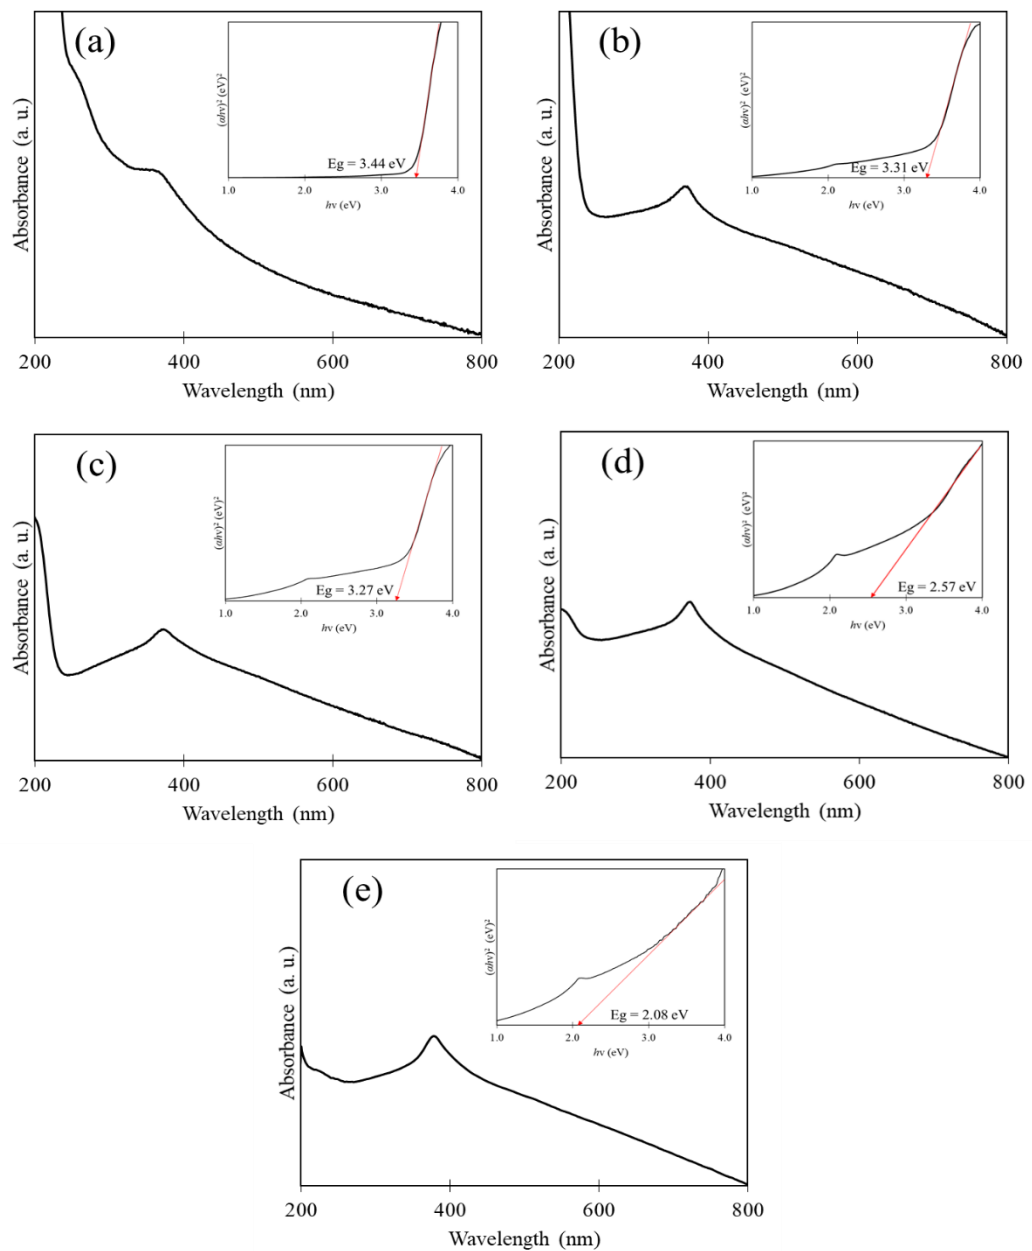 (a)
Absorbance (a. u.)
(αhν)² (eV)²
Eg = 3.44 eV
1.0 2.0 3.0 4.0
hν (eV)
200 400 600 800
Wavelength (nm)
(b)
Absorbance (a. u.)
(αhν)² (eV)²
Eg = 3.31 eV
1.0 2.0 3.0 4.0
hν (eV)
200 400 600 800
Wavelength (nm)
(c)
Absorbance (a. u.)
(αhν)² (eV)²
Eg = 3.27 eV
1.0 2.0 3.0 4.0
hν (eV)
200 400 600 800
Wavelength (nm)
(d)
Absorbance (a. u.)
(αhν)² (eV)²
Eg = 2.57 eV
1.0 2.0 3.0 4.0
hν (eV)
200 400 600 800
Wavelength (nm)
(e)
Absorbance (a. u.)
(αhν)² (eV)²
Eg = 2.08 eV
1.0 2.0 3.0 4.0
hν (eV)
200 400 600 800
Wavelength (nm)